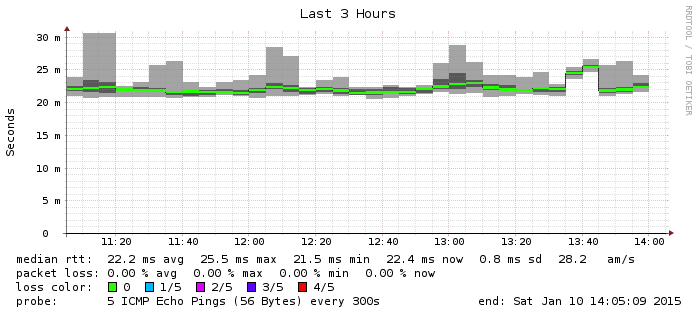 Last 3 Hours
RRDTOOL / TOBI OETIKER
Seconds
30 m
25 m
20 m
15 m
10 m
5 m
0
11:20 11:40 12:00 12:20 12:40 13:00 13:20 13:40 14:00
median rtt: 22.2 ms avg 25.5 ms max 21.5 ms min 22.4 ms now 0.8 ms sd 28.2 am/s
packet loss: 0.00 % avg 0.00 % max 0.00 % min 0.00 % now
loss color: 0 1/5 2/5 3/5 4/5
probe: 5 ICMP Echo Pings (56 Bytes) every 300s end: Sat Jan 10 14:05:09 2015